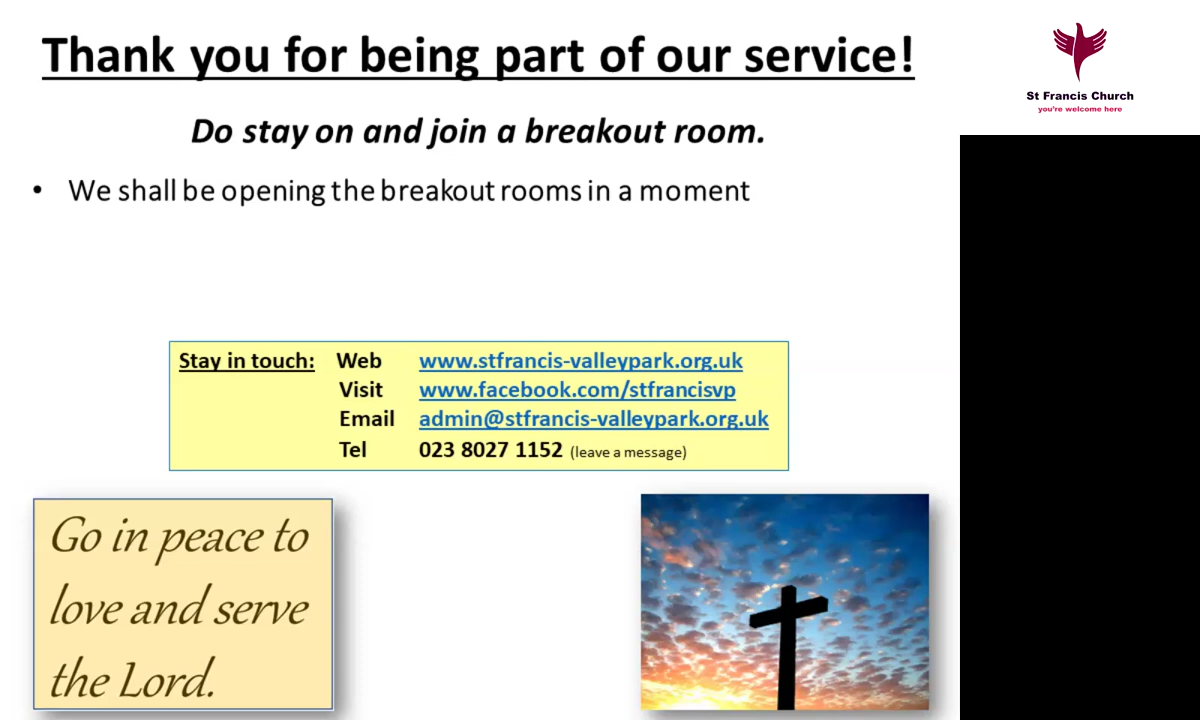 Thank you for being part of our service!
St Francis Church
you're welcome here
Do stay on and join a breakout room.
• We shall be opening the breakout rooms in a moment
Stay in touch: Web www.stfrancis-valleypark.org.uk
Visit www.facebook.com/stfrancisvp
Email admin@stfrancis-valleypark.org.uk
Tel 023 8027 1152 (leave a message)
Go in peace to
love and serve
the Lord.